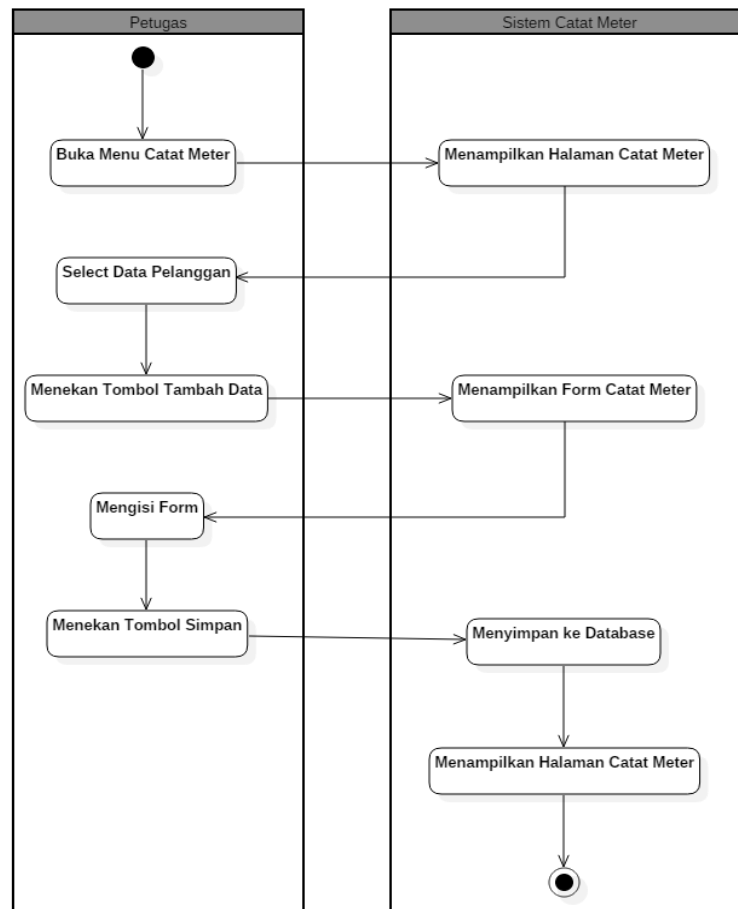 Petugas
Sistem Catat Meter
Buka Menu Catat Meter
Menampilkan Halaman Catat Meter
Select Data Pelanggan
Menekan Tombol Tambah Data
Menampilkan Form Catat Meter
Mengisi Form
Menekan Tombol Simpan
Menyimpan ke Database
Menampilkan Halaman Catat Meter